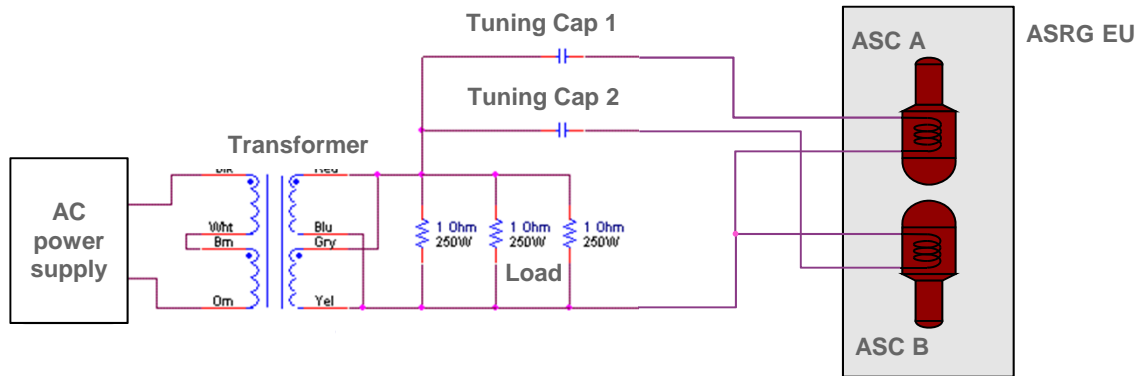 Tuning Cap 1
ASC A
ASRG EU
Tuning Cap 2
Transformer
Red
AC
power
supply
Wht
Brn
Blu
Gry
1 Ohm
250W
1 Ohm
250W
1 Ohm
250W
Load
Orn
Yel
ASC B